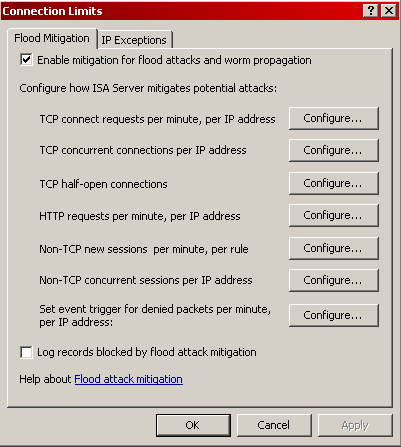 Connection Limits
Flood Mitigation
IP Exceptions
Enable mitigation for flood attacks and worm propagation
Configure how ISA Server mitigates potential attacks:
TCP connect requests per minute, per IP address
Configure...
TCP concurrent connections per IP address
Configure...
TCP half-open connections
Configure...
HTTP requests per minute, per IP address
Configure...
Non-TCP new sessions per minute, per rule
Configure...
Non-TCP concurrent sessions per IP address
Configure...
Set event trigger for denied packets per minute,
per IP address:
Configure...
Log records blocked by flood attack mitigation
Help about Flood attack mitigation
OK
Cancel
Apply